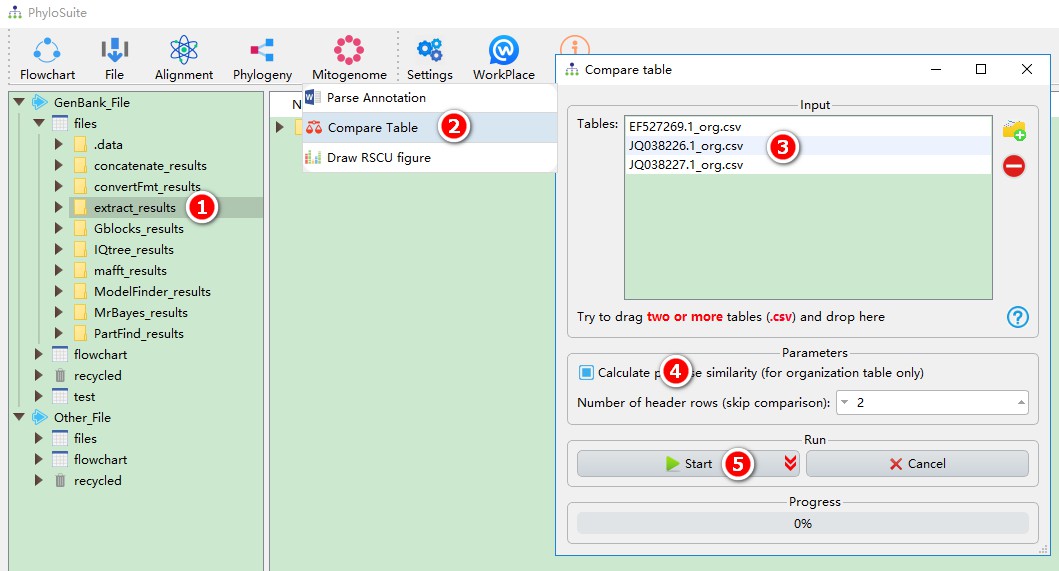 PhyloSuite
Flowchart File Alignment Phylogeny Mitogenome Settings WorkPlace
GenBank_File
files
.data
concatenate_results
convertFmt_results
extract_results
1
Gblocks_results
IQtree_results
mafft_results
ModelFinder_results
MrBayes_results
PartFind_results
flowchart
recycled
test
Other_File
files
flowchart
recycled
N
Parse Annotation
Compare Table
2
Draw RSCU figure
Compare table
Input
Tables:
EF527269.1_org.csv
JQ038226.1_org.csv
3
JQ038227.1_org.csv
Try to drag two or more tables (.csv) and drop here
Parameters
Calculate p 4 se similarity (for organization table only)
Number of header rows (skip comparison): 2
Run
Start 5 Cancel
Progress
0%